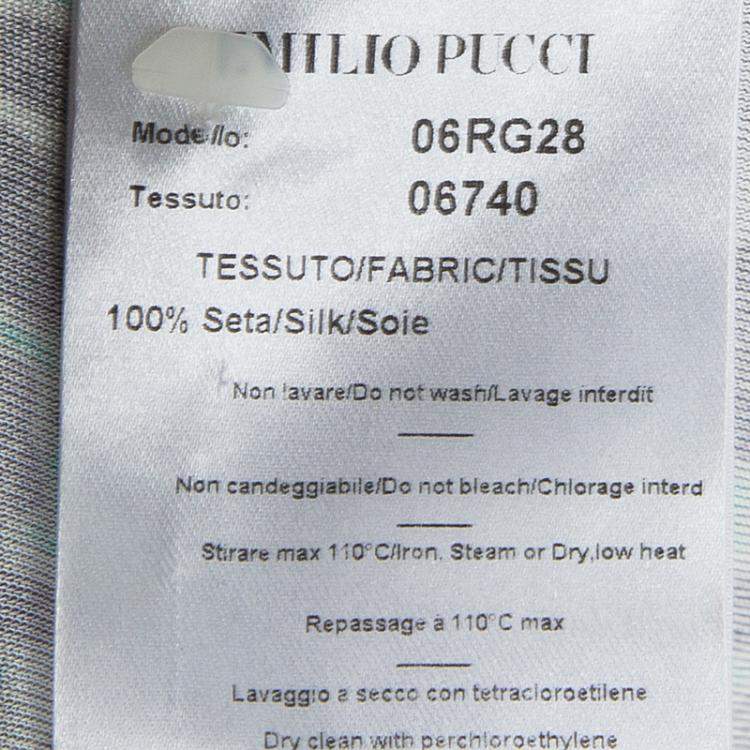 EMILIO PUCCI
Modello: 06RG28
Tessuto: 06740
TESSUTO/FABRIC/TISSU
100% Seta/Silk/Soie
Non lavare/Do not wash/Lavage interdit
Non candeggiabile/Do not bleach/Chlorage interd
Stirare max 110°C/Iron. Steam or Dry,low heat
Repassage à 110°C max
Lavaggio a secco con tetracloroetilene
Dry clean with perchloroethylene